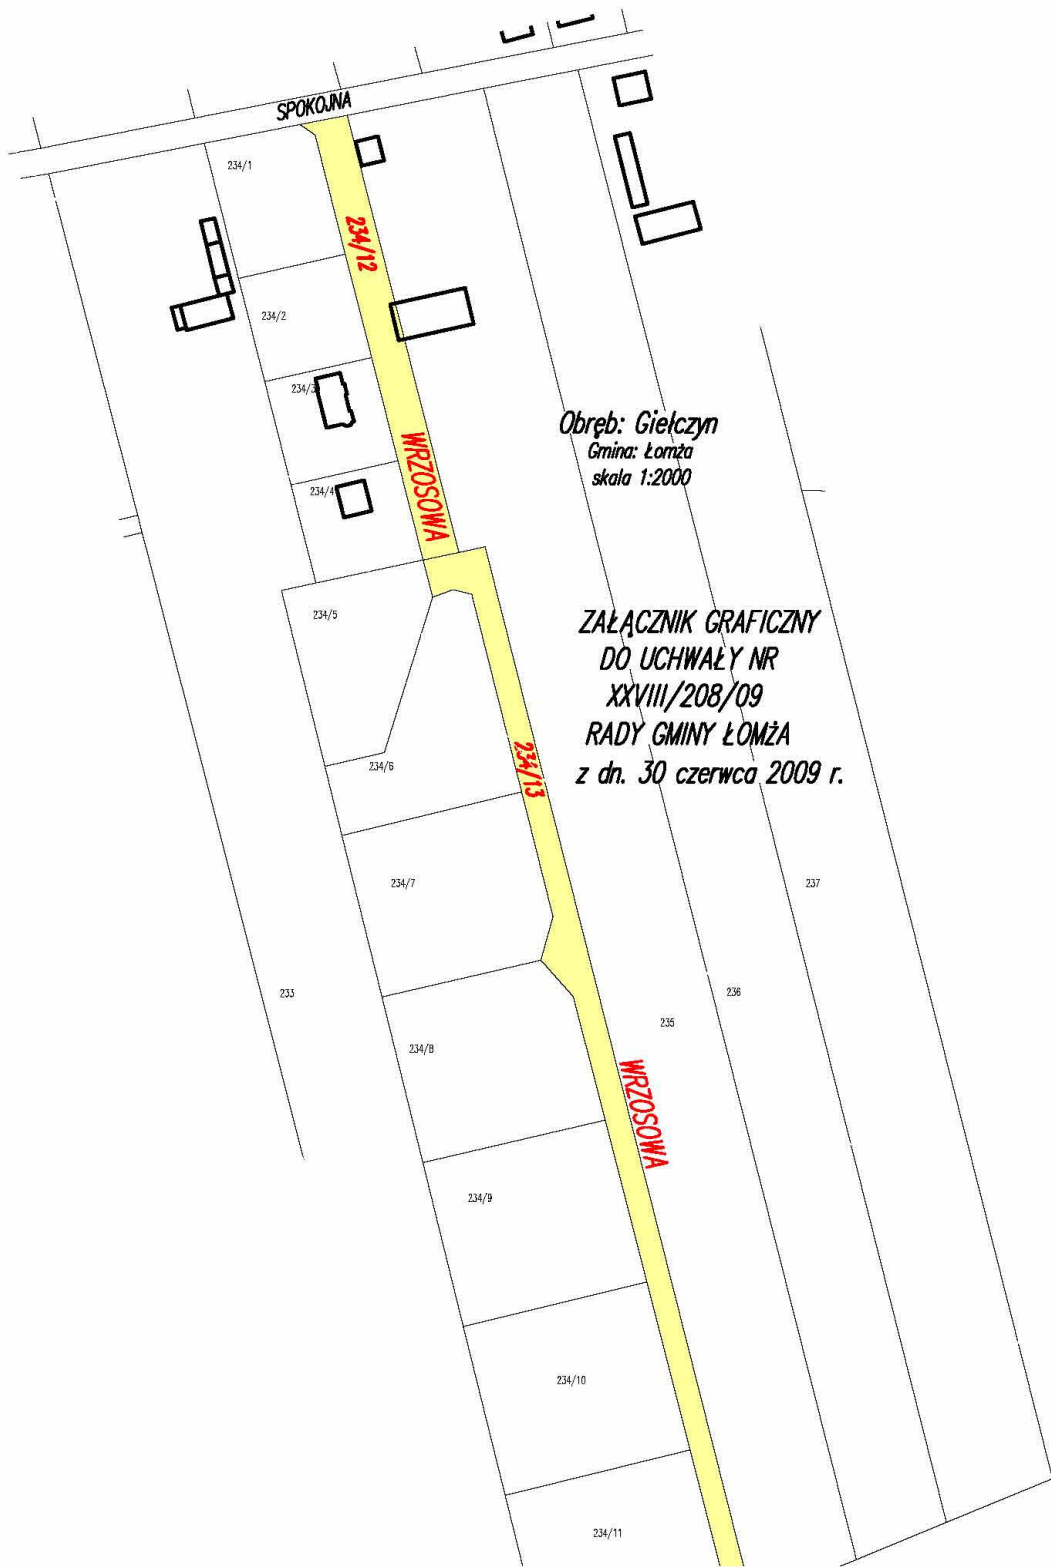 SPOKOJNA
234/1
234/12
234/2
234/3
Obręb: Giełczyn
Gmina: Łomża
skala 1:2000
WRZOSOWA
234/4
234/5
ZAŁĄCZNIK GRAFICZNY
DO UCHWAŁY NR
XXVIII/208/09
RADY GMINY ŁOMŻA
z dn. 30 czerwca 2009 r.
234/6
234/13
234/7
237
233
236
235
234/8
WRZOSOWA
234/9
234/10
234/11